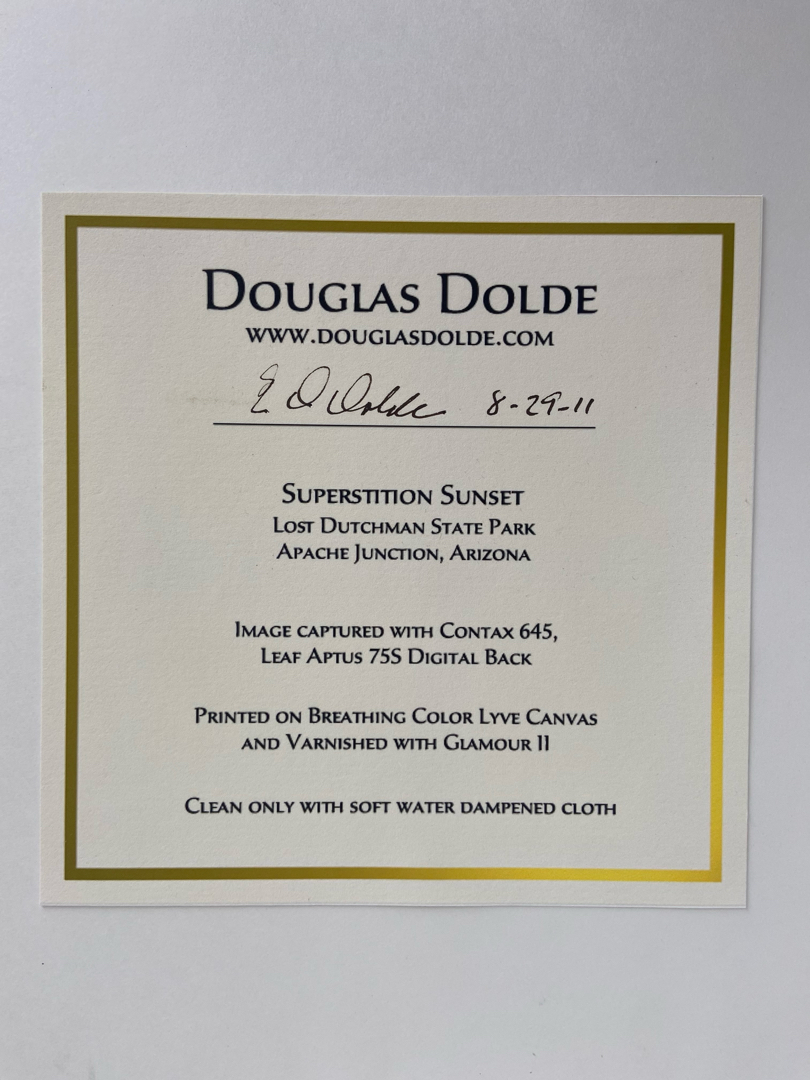 Douglas Dolde
www.douglasdolde.com
E D Dolde 8-29-11
Superstition Sunset
Lost Dutchman State Park
Apache Junction, Arizona
Image captured with Contax 645,
Leaf Aptus 75S Digital Back
Printed on Breathing Color Lyve Canvas
and Varnished with Glamour II
Clean only with soft water dampened cloth